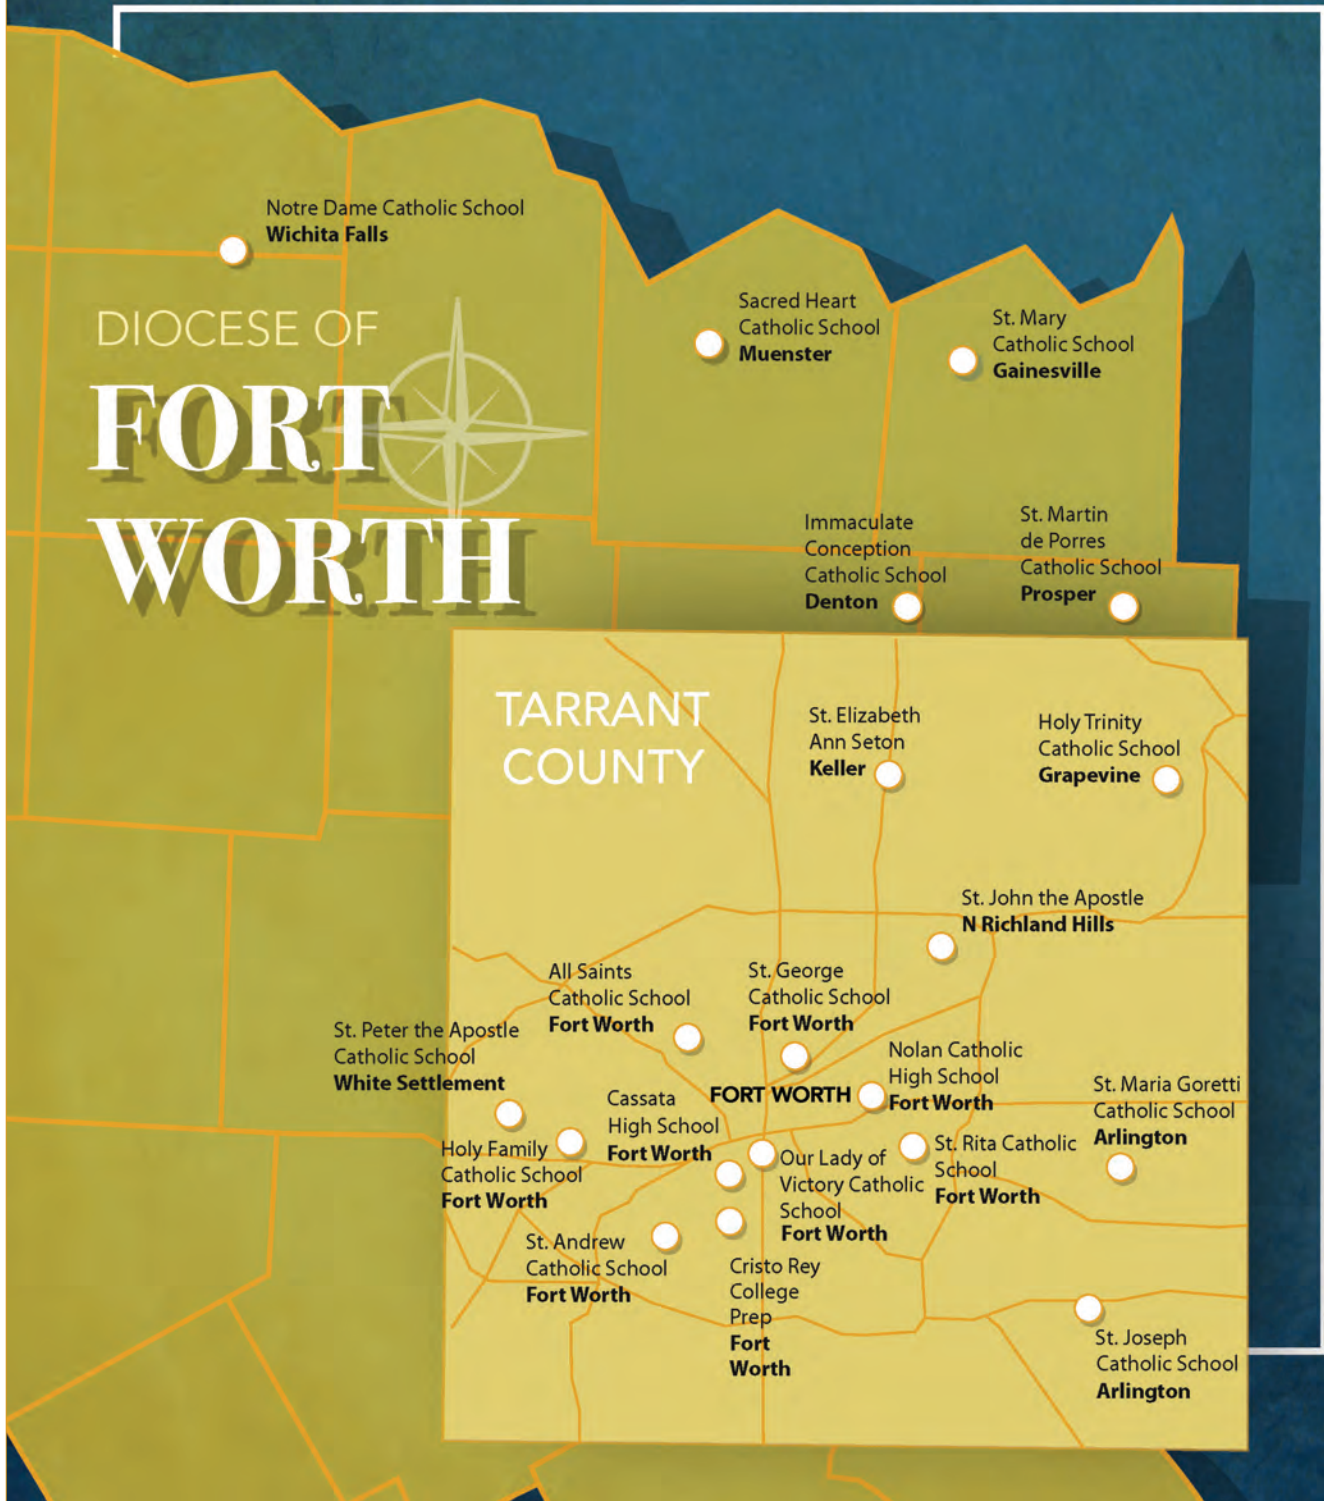 Notre Dame Catholic School
Wichita Falls
DIOCESE OF
FORT
WORTH
Sacred Heart
Catholic School
Muenster
St. Mary
Catholic School
Gainesville
Immaculate
Conception
Catholic School
Denton
St. Martin
de Porres
Catholic School
Prosper
TARRANT
COUNTY
St. Elizabeth
Ann Seton
Keller
Holy Trinity
Catholic School
Grapevine
St. John the Apostle
N Richland Hills
All Saints
Catholic School
Fort Worth
St. George
Catholic School
Fort Worth
St. Peter the Apostle
Catholic School
White Settlement
Cassata
High School
Fort Worth
FORT WORTH
Nolan Catholic
High School
Fort Worth
St. Maria Goretti
Catholic School
Arlington
Holy Family
Catholic School
Fort Worth
Our Lady of
Victory Catholic
School
Fort Worth
St. Rita Catholic
School
Fort Worth
St. Andrew
Catholic School
Fort Worth
Cristo Rey
College
Prep
Fort
Worth
St. Joseph
Catholic School
Arlington